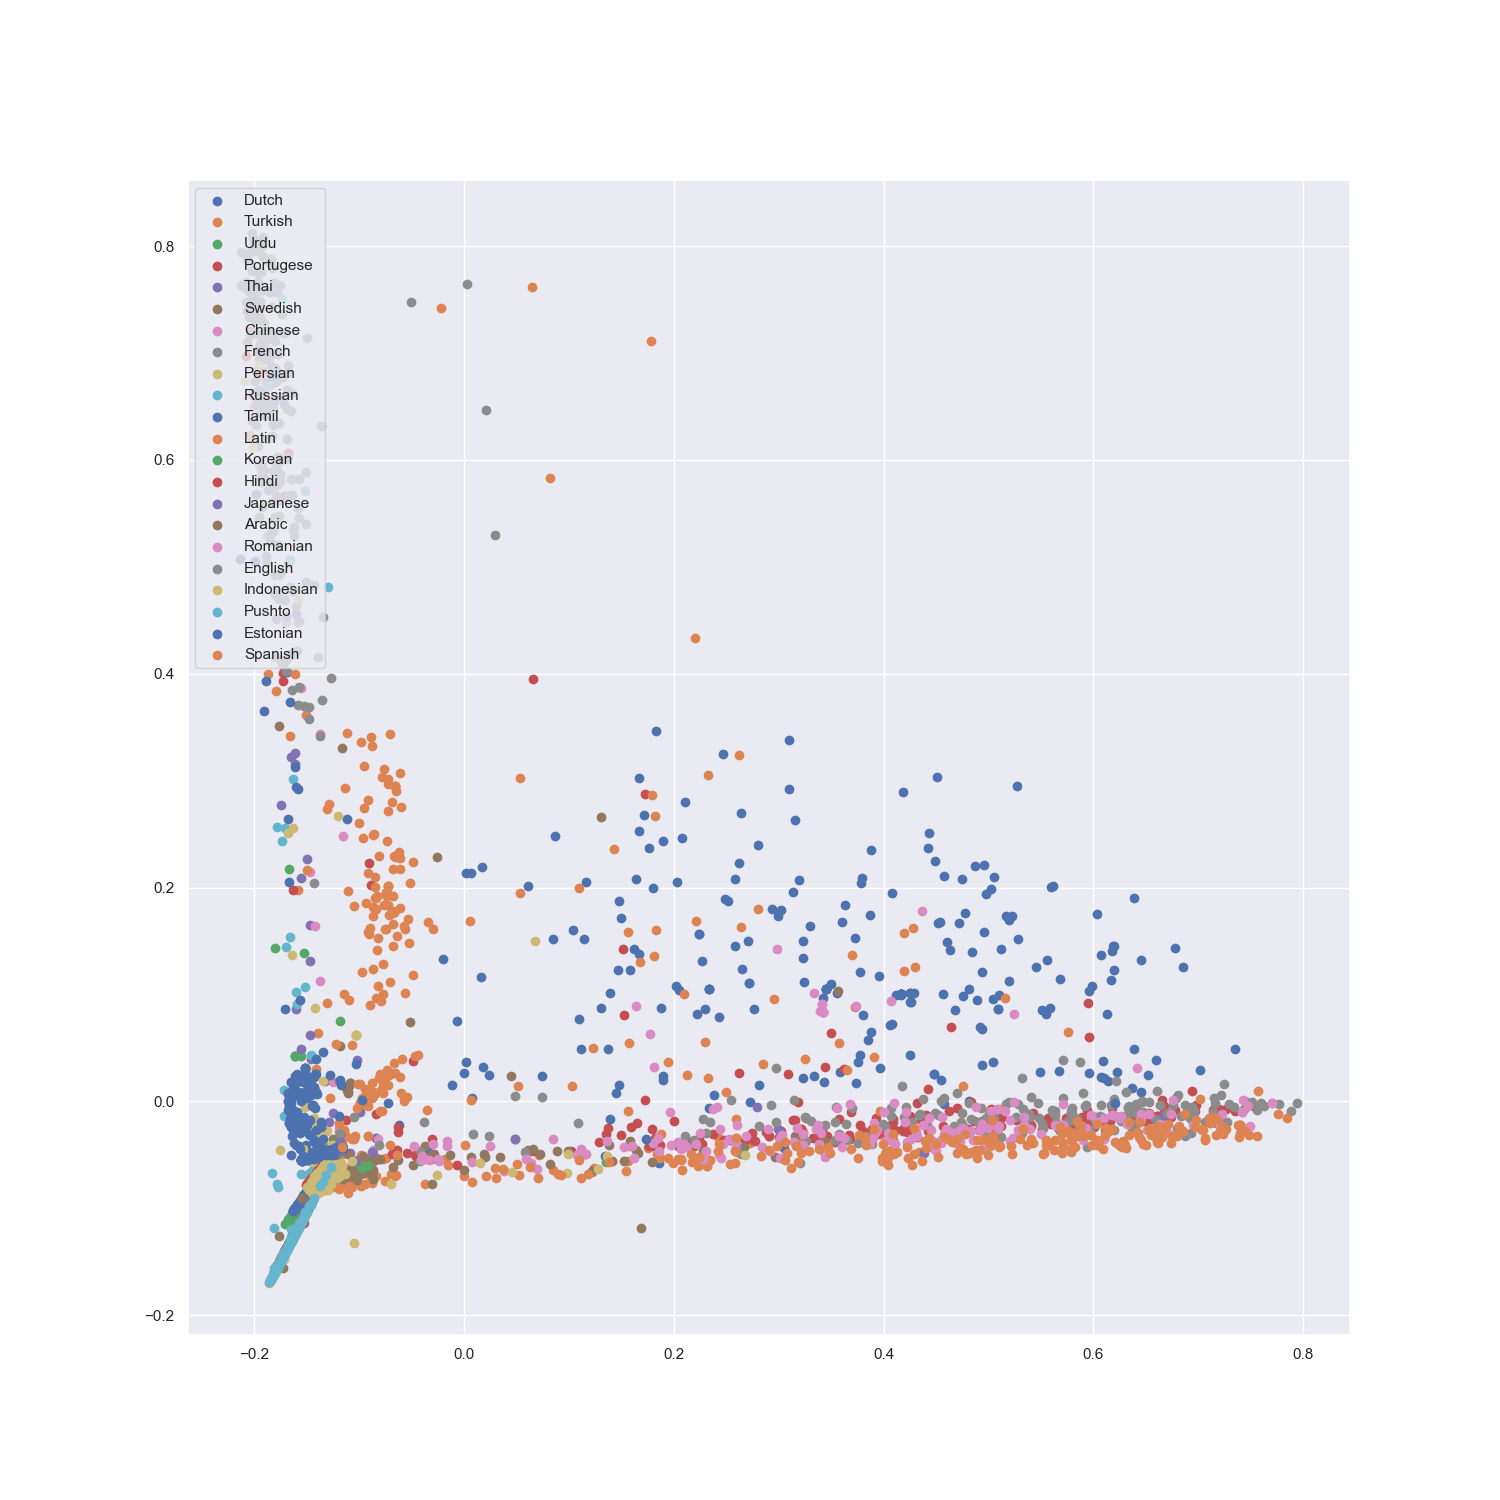 Dutch
Turkish
Urdu
Portugese
Thai
Swedish
Chinese
French
Persian
Russian
Tamil
Latin
Korean
Hindi
Japanese
Arabic
Romanian
English
Indonesian
Pushto
Estonian
Spanish
0.8
0.6
0.4
0.2
0.0
−0.2
−0.2
0.0
0.2
0.4
0.6
0.8